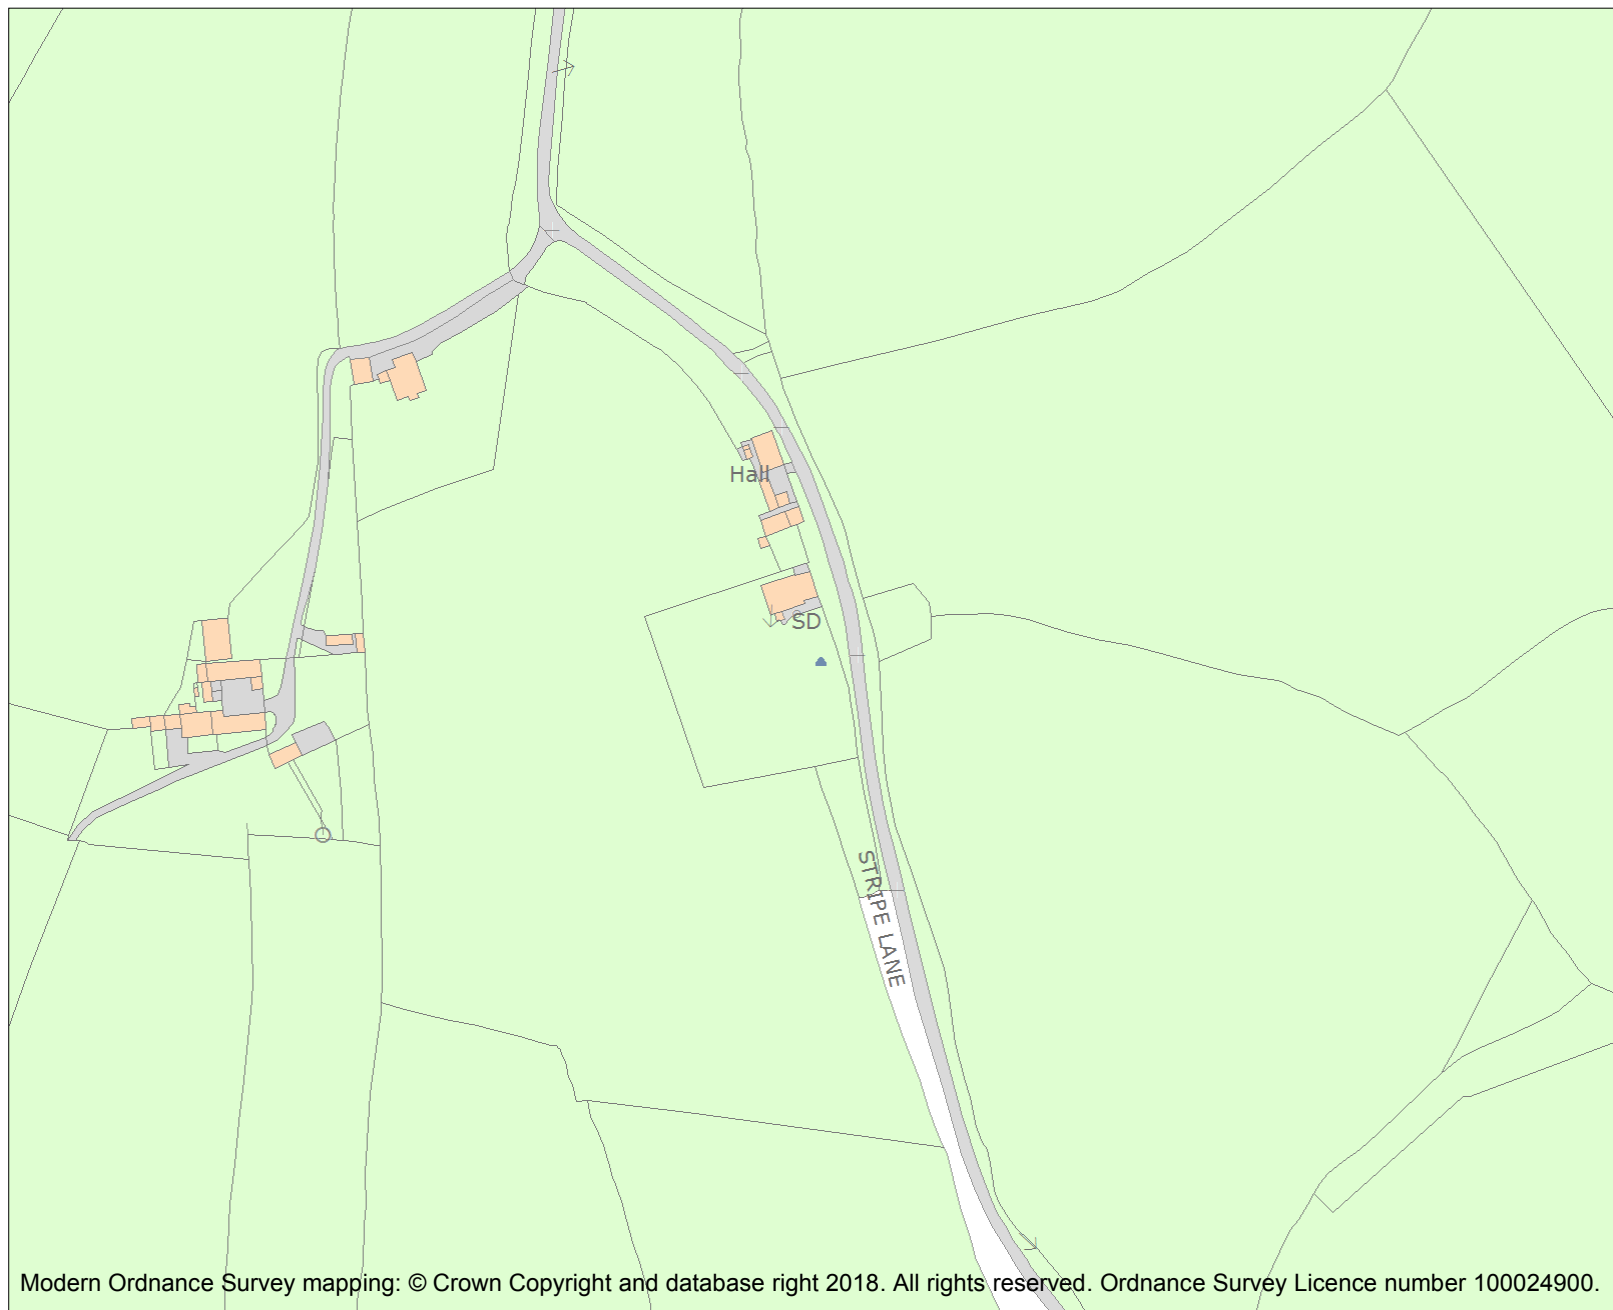 Hall
SD
STRIPE LANE
Modern Ordnance Survey mapping: © Crown Copyright and database right 2018. All rights reserved. Ordnance Survey Licence number 100024900.